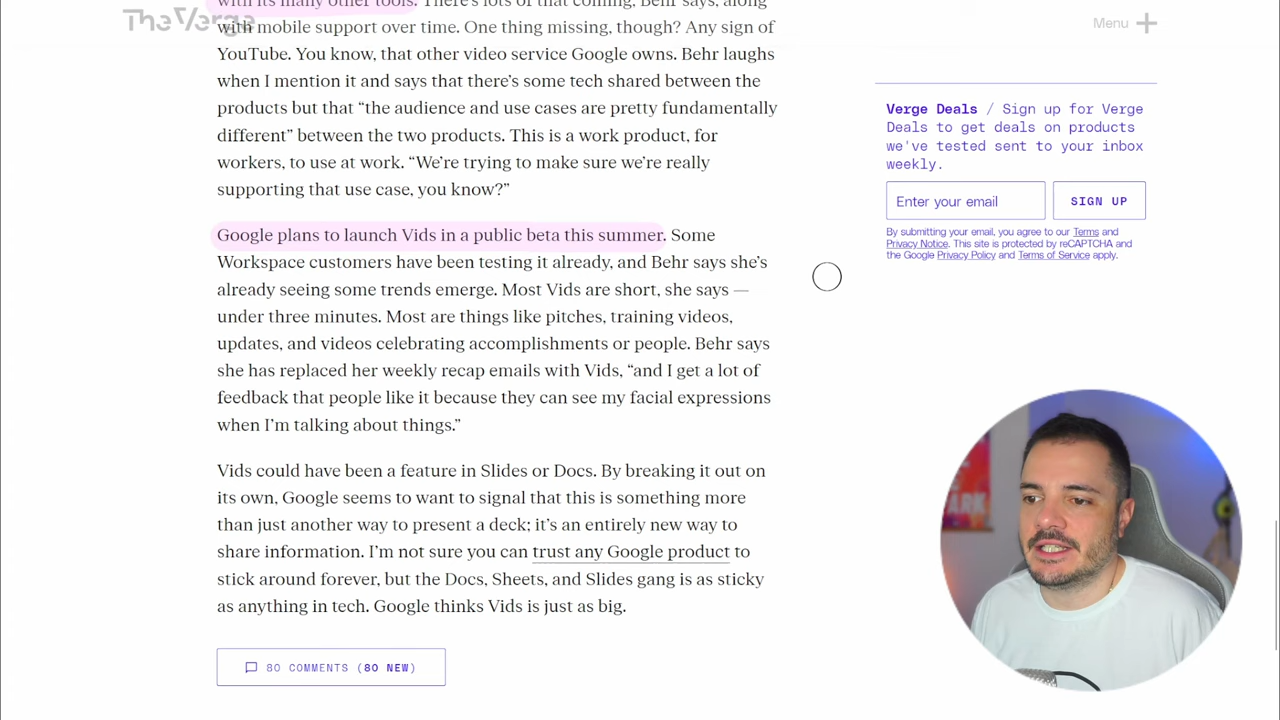 with its many other tools. There's lots of that coming, Behr says, along
The Verge
Menu
with mobile support over time. One thing missing, though? Any sign of
YouTube. You know, that other video service Google owns. Behr laughs
when I mention it and says that there's some tech shared between the
products but that “the audience and use cases are pretty fundamentally
different” between the two products. This is a work product, for
workers, to use at work. “We're trying to make sure we're really
supporting that use case, you know?”
Google plans to launch Vids in a public beta this summer. Some
Workspace customers have been testing it already, and Behr says she's
already seeing some trends emerge. Most Vids are short, she says —
under three minutes. Most are things like pitches, training videos,
updates, and videos celebrating accomplishments or people. Behr says
she has replaced her weekly recap emails with Vids, “and I get a lot of
feedback that people like it because they can see my facial expressions
when I'm talking about things.”
Vids could have been a feature in Slides or Docs. By breaking it out on
its own, Google seems to want to signal that this is something more
than just another way to present a deck; it's an entirely new way to
share information. I'm not sure you can trust any Google product to
stick around forever, but the Docs, Sheets, and Slides gang is as sticky
as anything in tech. Google thinks Vids is just as big.
80 COMMENTS (80 NEW)
Verge Deals / Sign up for Verge
Deals to get deals on products
we've tested sent to your inbox
weekly.
Enter your email
SIGN UP
By submitting your email, you agree to our Terms and
Privacy Notice. This site is protected by reCAPTCHA and
the Google Privacy Policy and Terms of Service apply.
ARK